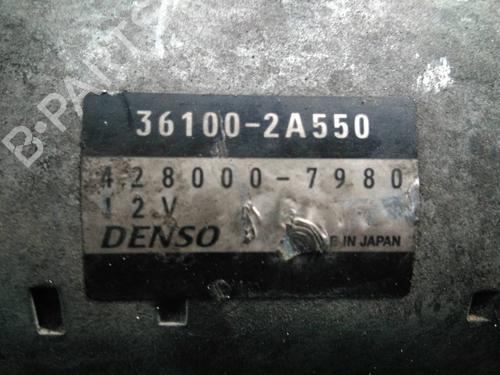 36100-2A550
428000-7980
12V
DENSO
IN JAPAN
B-PARTS